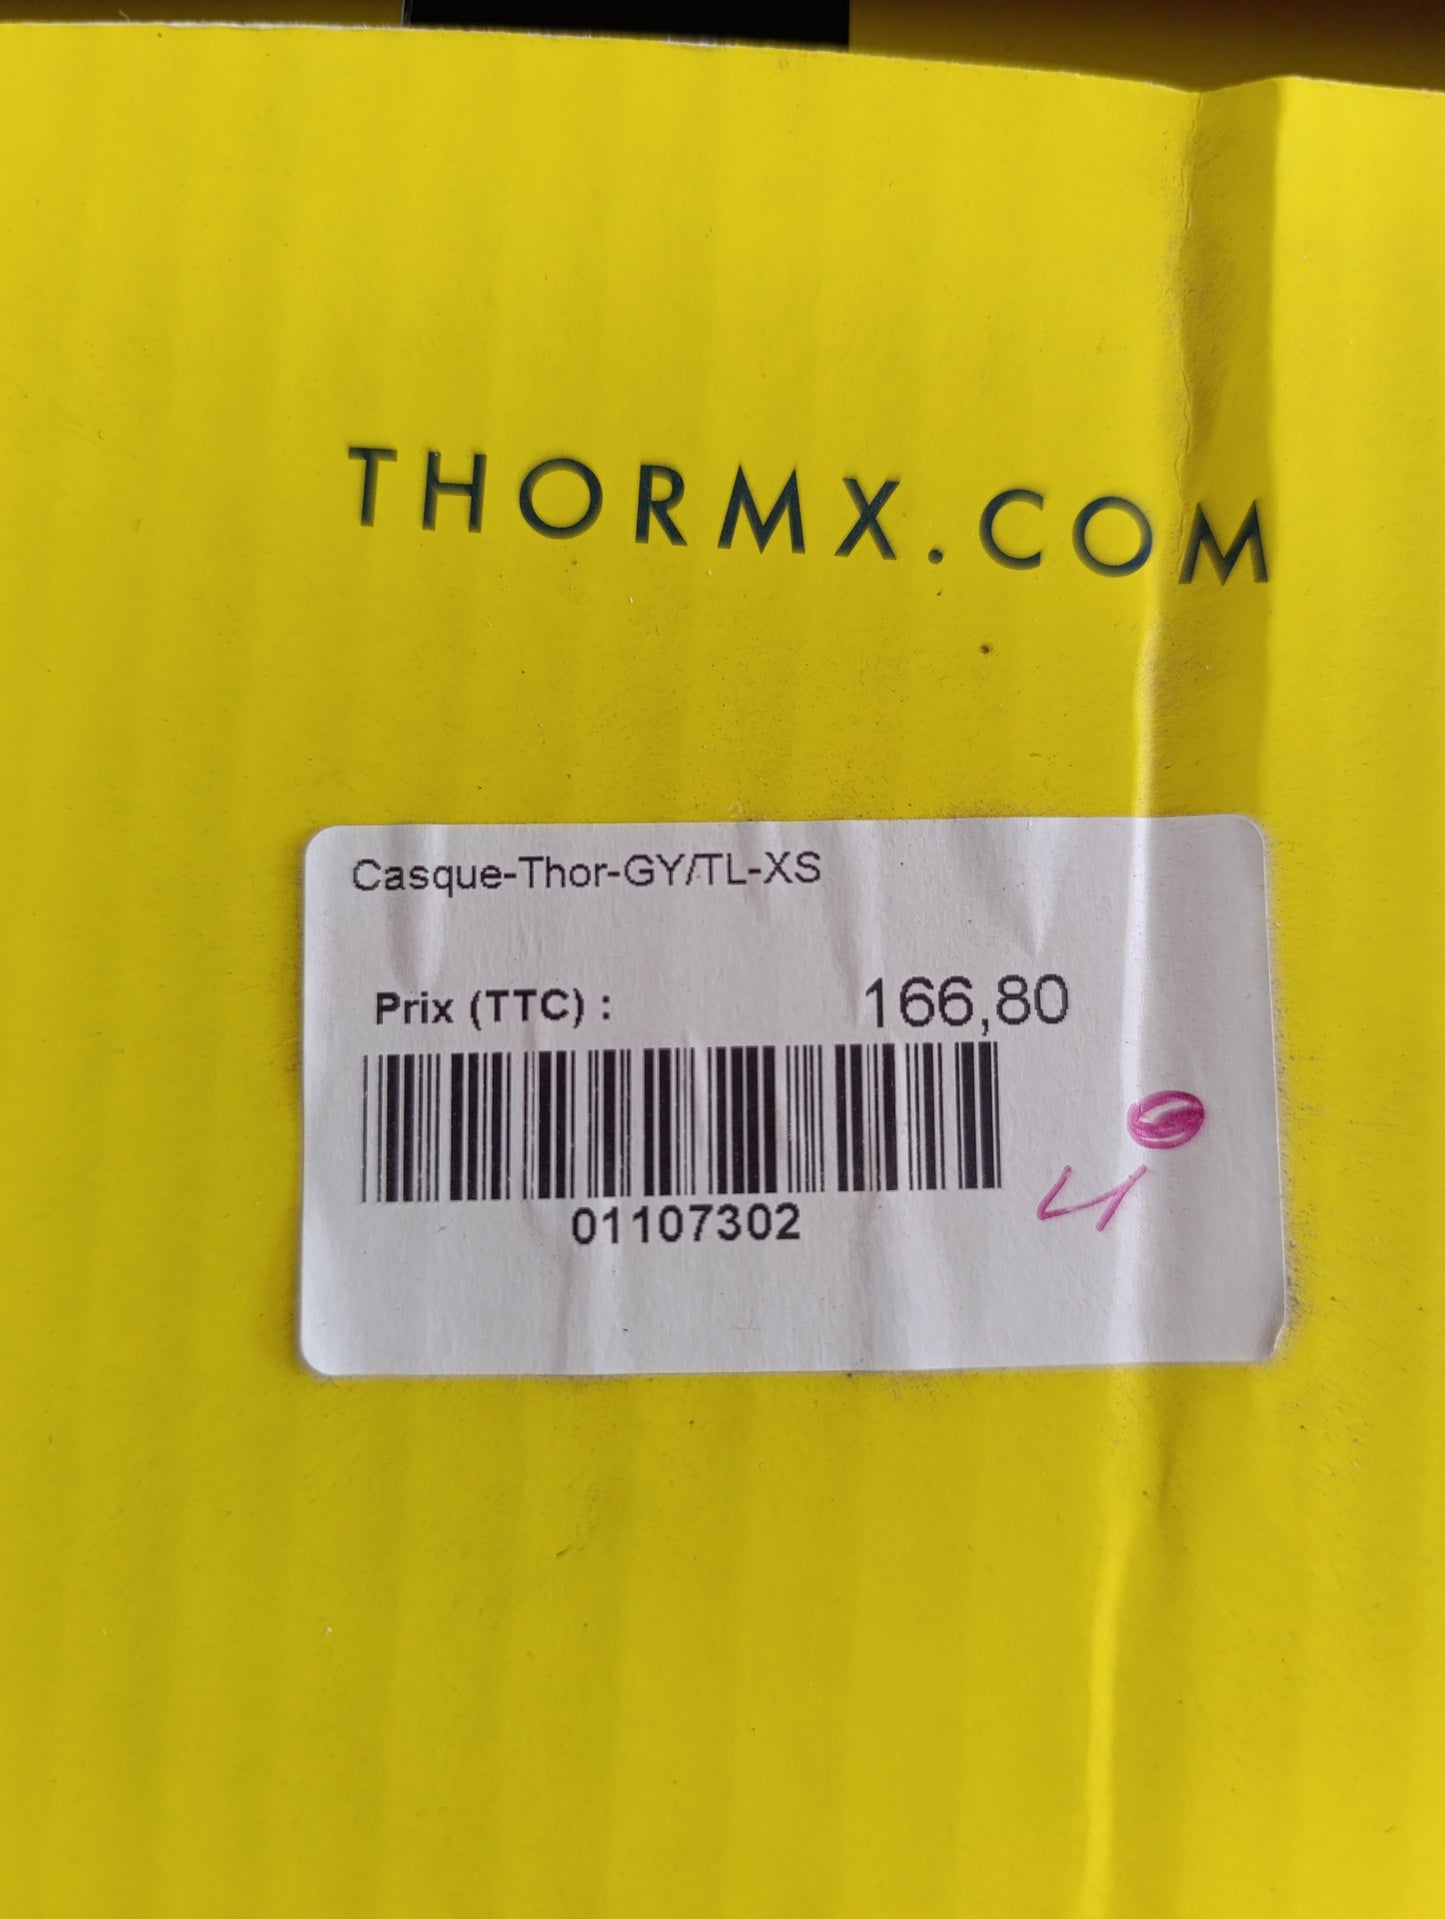 THORMX.COM
Casque-Thor-GY/TL-XS
Prix (TTC) : 166,80
01107302